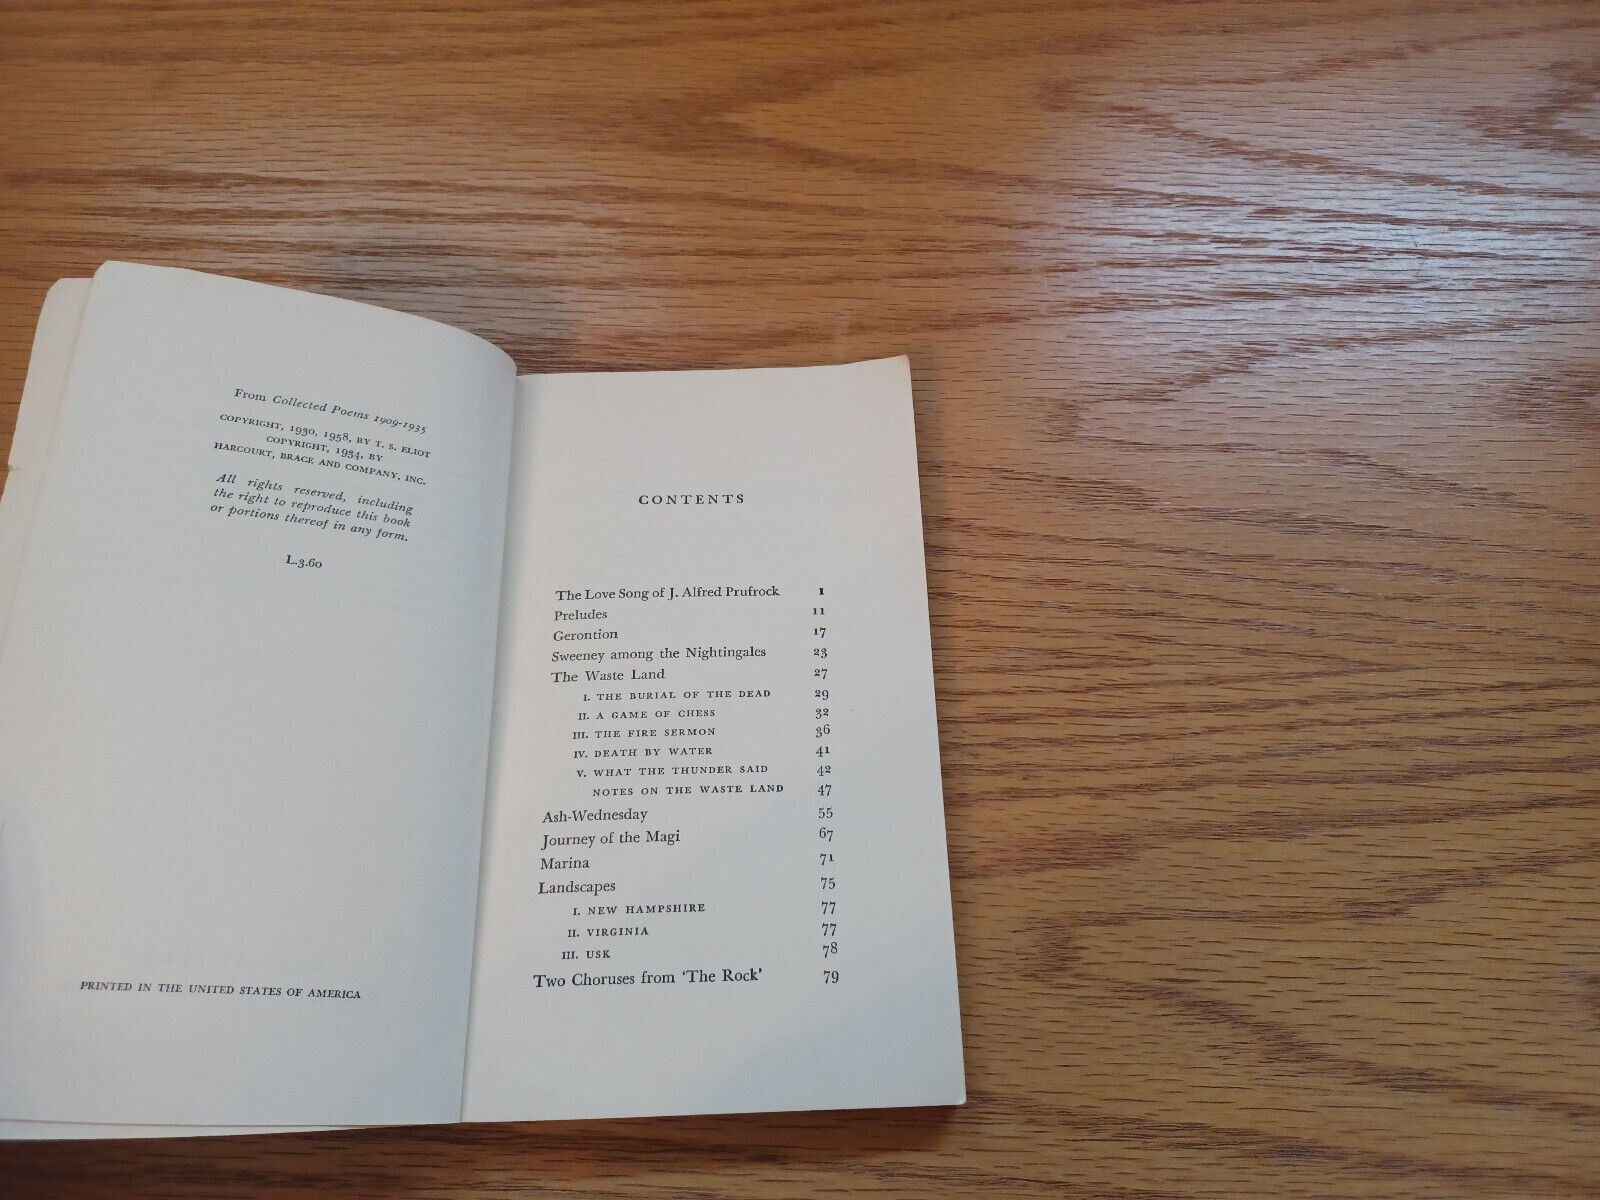 From Collected Poems 1909-1935
COPYRIGHT, 1930, 1958, BY T. S. ELIOT
COPYRIGHT, 1934, BY
HARCOURT, BRACE AND COMPANY, INC.
All rights reserved, including
the right to reproduce this book
or portions thereof in any form.
L.3.60
PRINTED IN THE UNITED STATES OF AMERICA
CONTENTS
The Love Song of J. Alfred Prufrock 1
Preludes 11
Gerontion 17
Sweeney among the Nightingales 23
The Waste Land 27
I. THE BURIAL OF THE DEAD 29
II. A GAME OF CHESS 32
III. THE FIRE SERMON 36
IV. DEATH BY WATER 41
V. WHAT THE THUNDER SAID 42
NOTES ON THE WASTE LAND 47
Ash-Wednesday 55
Journey of the Magi 67
Marina 71
Landscapes 75
I. NEW HAMPSHIRE 77
II. VIRGINIA 77
III. USK 78
Two Choruses from 'The Rock' 79